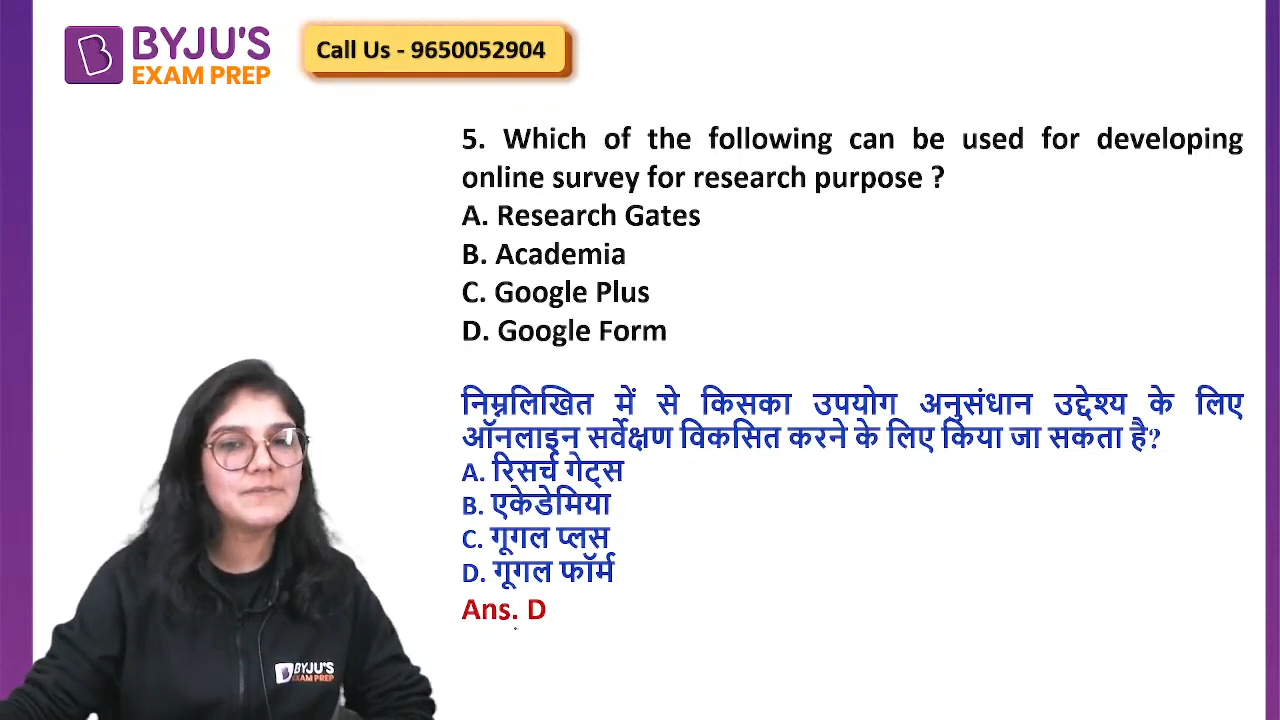 BYJU'S
EXAM PREP
Call Us - 9650052904
5. Which of the following can be used for developing
online survey for research purpose ?
A. Research Gates
B. Academia
C. Google Plus
D. Google Form
निम्नलिखित में से किसका उपयोग अनुसंधान उद्देश्य के लिए
ऑनलाइन सर्वेक्षण विकसित करने के लिए किया जा सकता है?
A. रिसर्च गेट्स
B. एकेडेमिया
C. गूगल प्लस
D. गूगल फॉर्म
Ans. D
BYJU'S
EXAM PREP